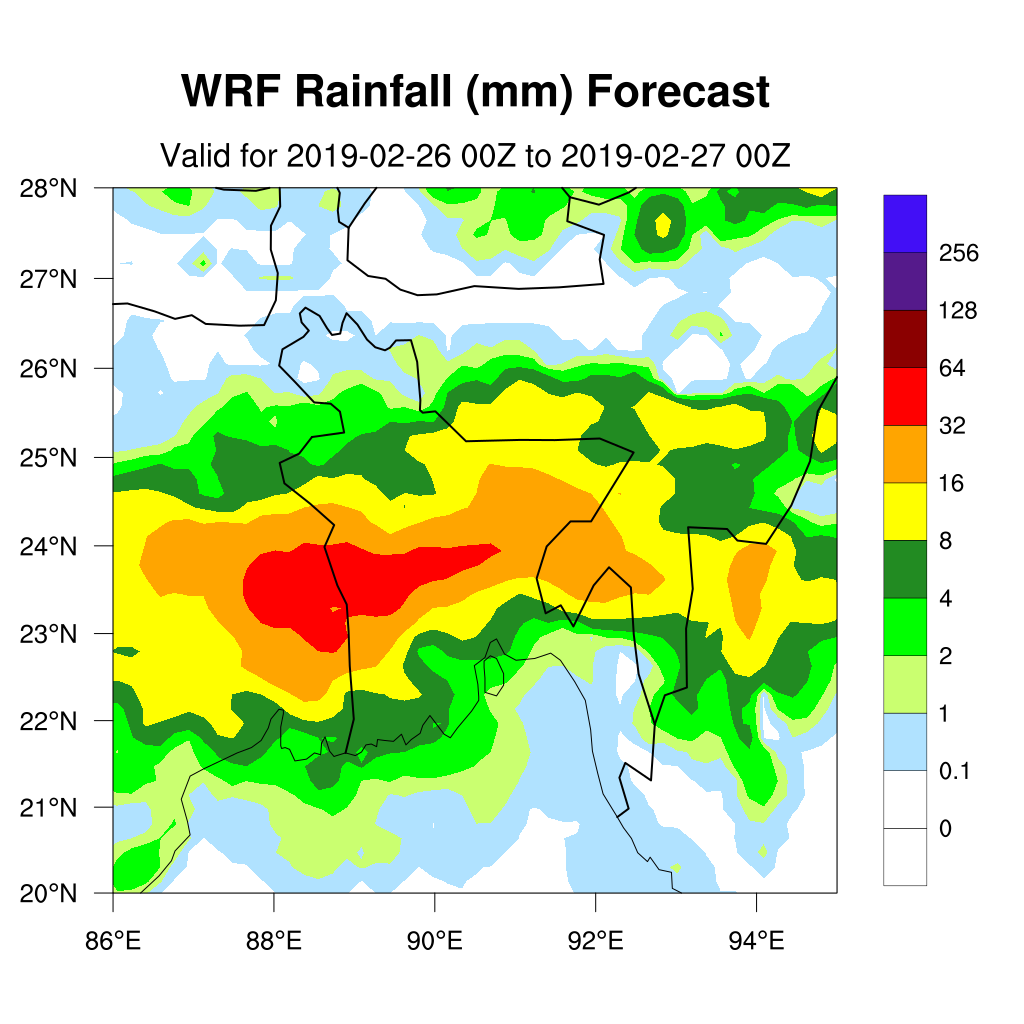 WRF Rainfall (mm) Forecast
Valid for 2019-02-26 00Z to 2019-02-27 00Z
28°N
27°N
26°N
25°N
24°N
23°N
22°N
21°N
20°N
86°E 88°E 90°E 92°E 94°E
256
128
64
32
16
8
4
2
1
0.1
0